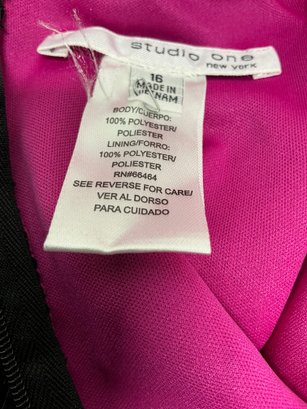 studio one
new york
16
MADE IN
VIETNAM
BODY/CUERPO:
100% POLYESTER/
POLIESTER
LINING/FORRO:
100% POLYESTER/
POLIESTER
RN#66464
SEE REVERSE FOR CARE/
VER AL DORSO
PARA CUIDADO